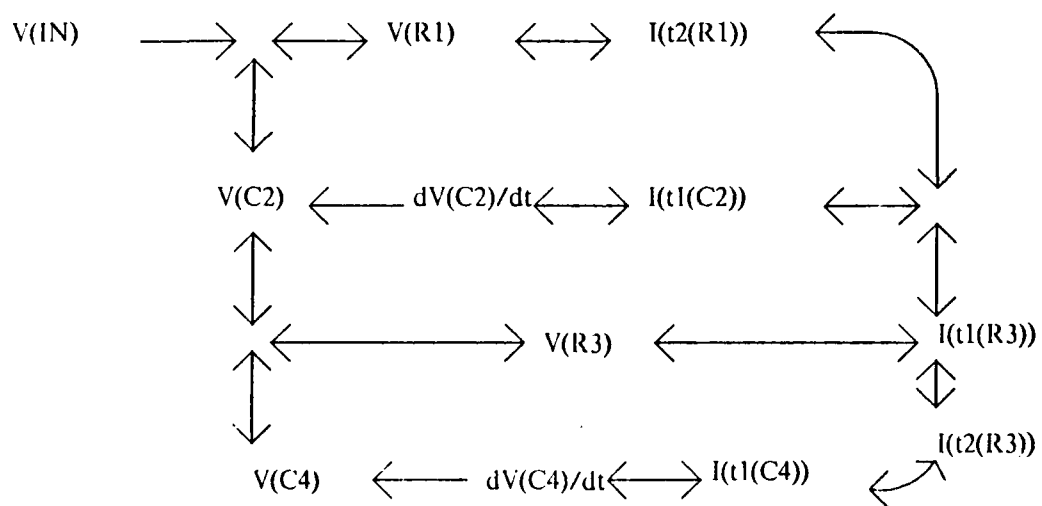 V(IN) V(R1) I(t2(R1))
V(C2) dV(C2)/dt I(t1(C2))
V(R3) I(t1(R3))
I(t2(R3))
V(C4) dV(C4)/dt I(t1(C4))